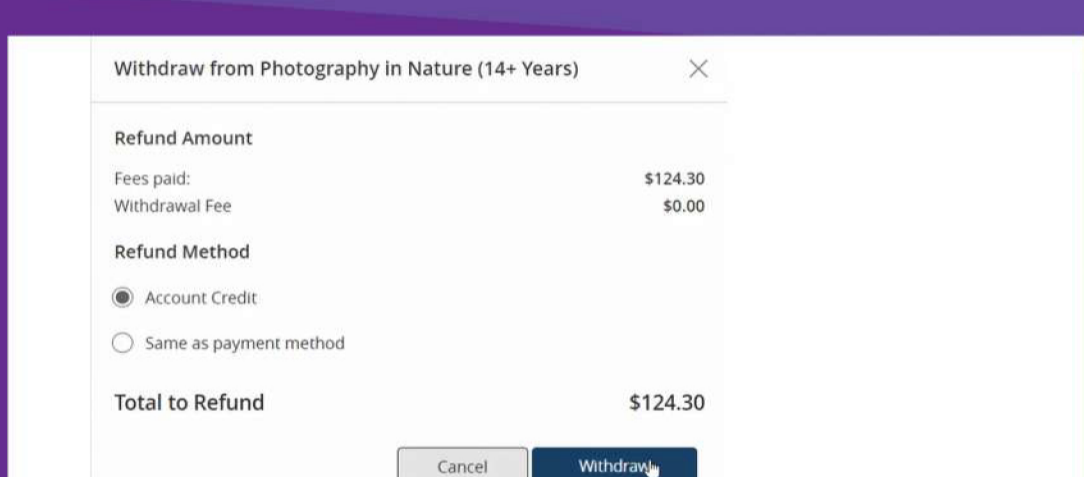 Withdraw from Photography in Nature (14+ Years)
Refund Amount
Fees paid: $124.30
Withdrawal Fee $0.00
Refund Method
Account Credit
Same as payment method
Total to Refund $124.30
Cancel Withdraw